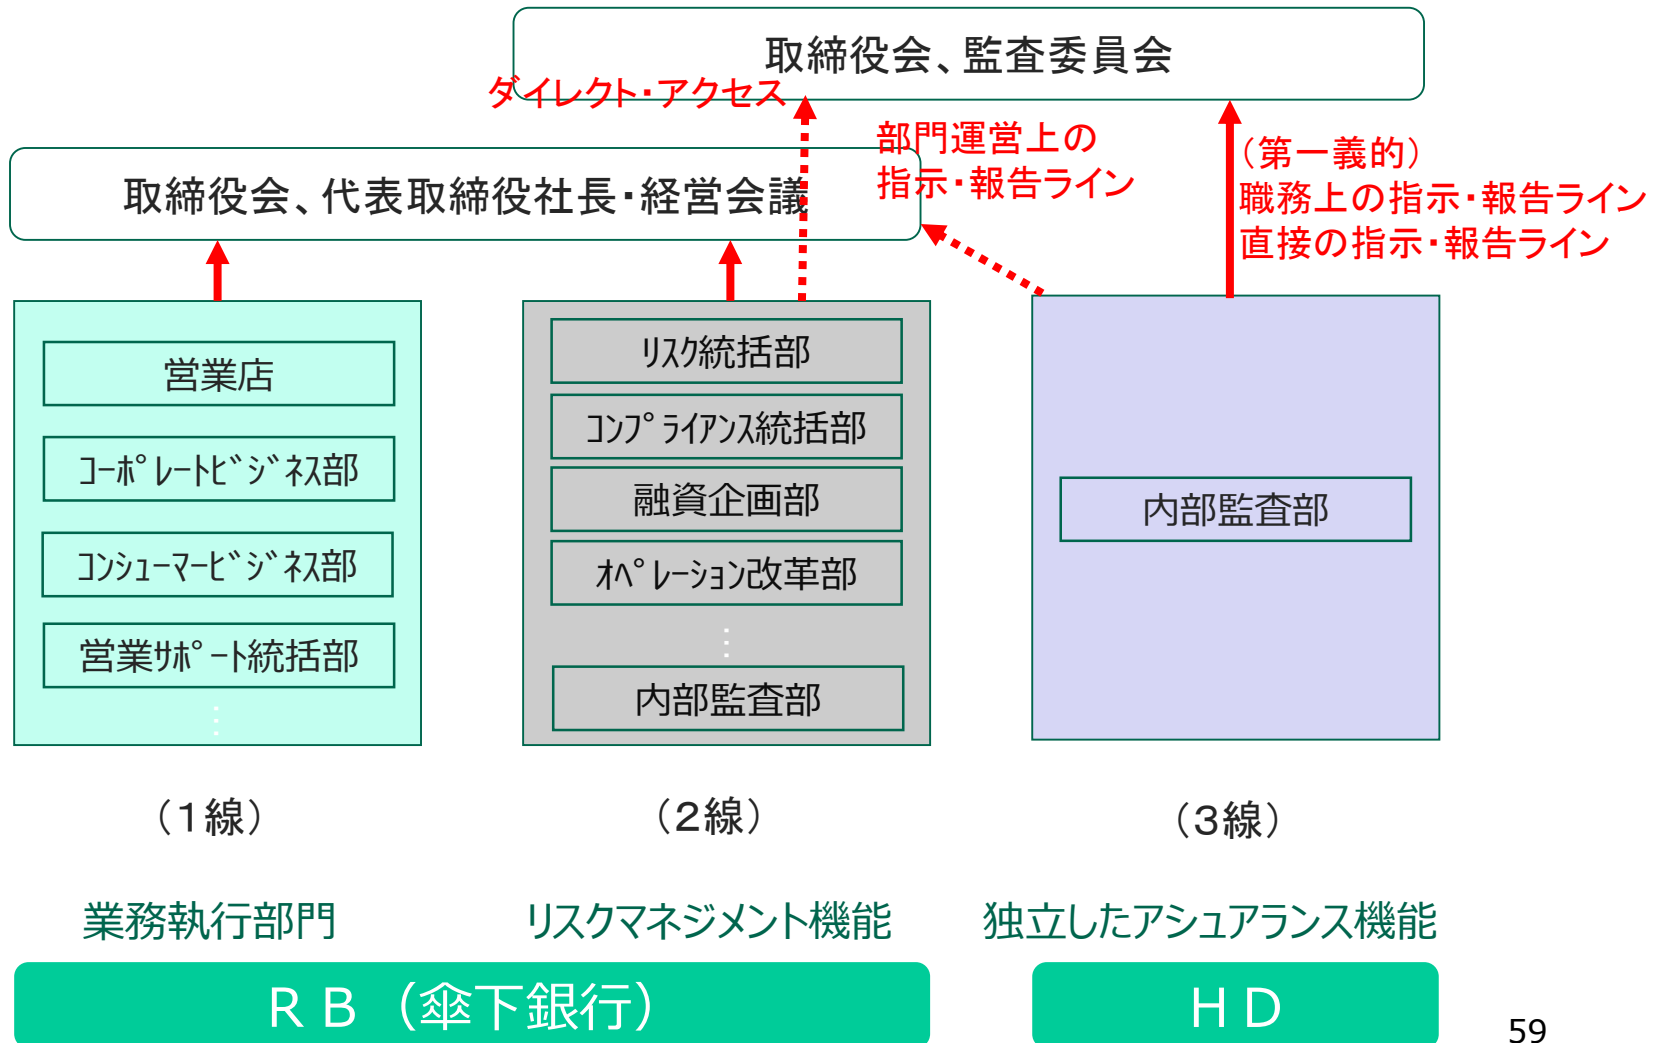 取締役会、監査委員会
ダイレクト・アクセス
部門運営上の
指示・報告ライン
(第一義的)
職務上の指示・報告ライン
直接の指示・報告ライン
取締役会、代表取締役社長・経営会議
営業店
ｺｰﾎﾟﾚｰﾄﾋﾞｼﾞﾈｽ部
ｺﾝｼｭｰﾏｰﾋﾞｼﾞﾈｽ部
営業ｻﾎﾟｰﾄ統括部
…
ﾘｽｸ統括部
ｺﾝﾌﾟﾗｲｱﾝｽ統括部
融資企画部
ｵﾍﾟﾚｰｼｮﾝ改革部
…
内部監査部
内部監査部
（１線）
（２線）
（３線）
業務執行部門
リスクマネジメント機能
独立したアシュアランス機能
ＲＢ（傘下銀行）
ＨＤ
59